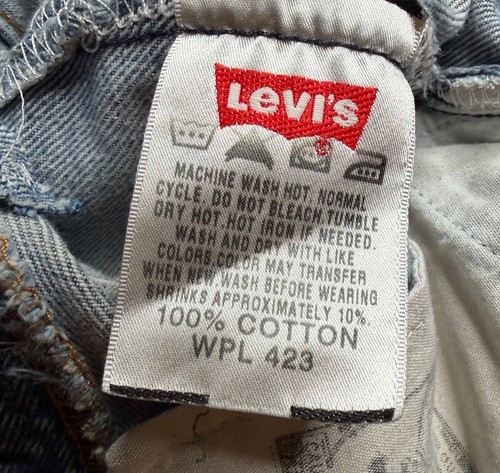 LEVI'S
MACHINE WASH HOT. NORMAL
CYCLE. DO NOT BLEACH. TUMBLE
DRY HOT. HOT IRON IF NEEDED.
WASH AND DRY WITH LIKE
COLORS. COLOR MAY TRANSFER
WHEN NEW. WASH BEFORE WEARING
SHRINKS APPROXIMATELY 10%.
100% COTTON
WPL 423